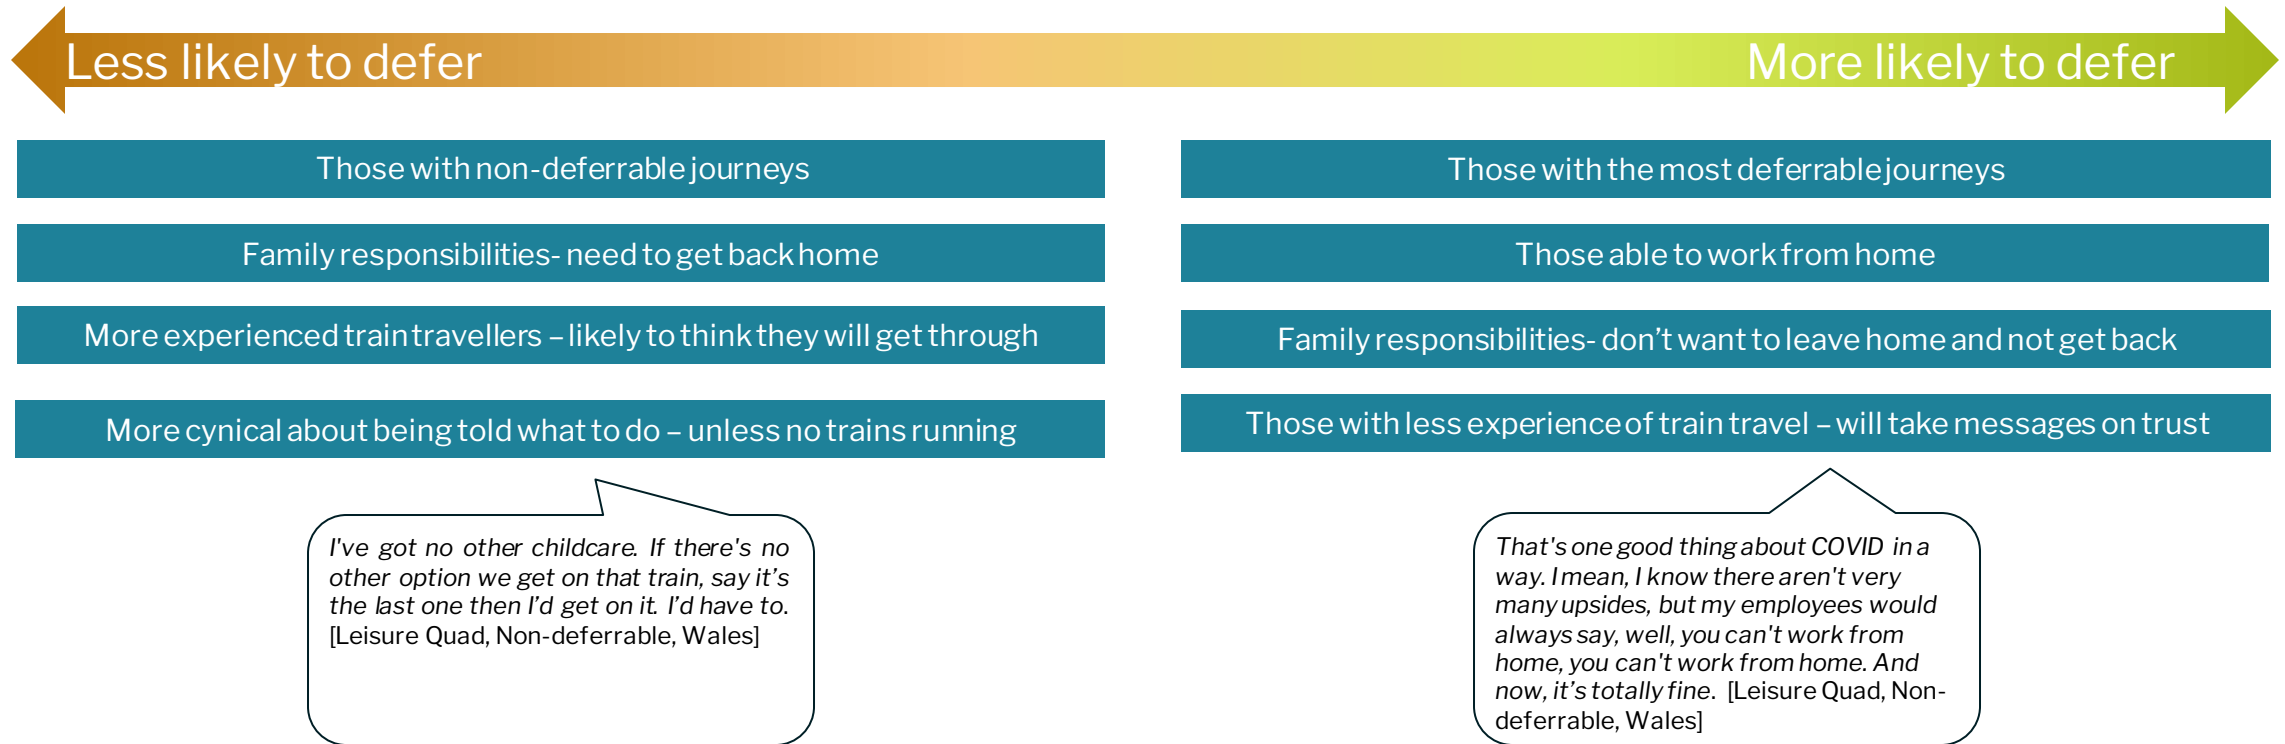 Less likely to defer
More likely to defer
Those with non-deferrable journeys
Family responsibilities- need to get back home
More experienced train travellers – likely to think they will get through
More cynical about being told what to do – unless no trains running
I've got no other childcare. If there's no
other option we get on that train, say it’s
the last one then I’d get on it. I’d have to.
[Leisure Quad, Non-deferrable, Wales]
Those with the most deferrable journeys
Those able to work from home
Family responsibilities- don’t want to leave home and not get back
Those with less experience of train travel – will take messages on trust
That's one good thing about COVID in a
way. I mean, I know there aren't very
many upsides, but my employees would
always say, well, you can't work from
home, you can't work from home. And
now, it’s totally fine. [Leisure Quad, Non-
deferrable, Wales]